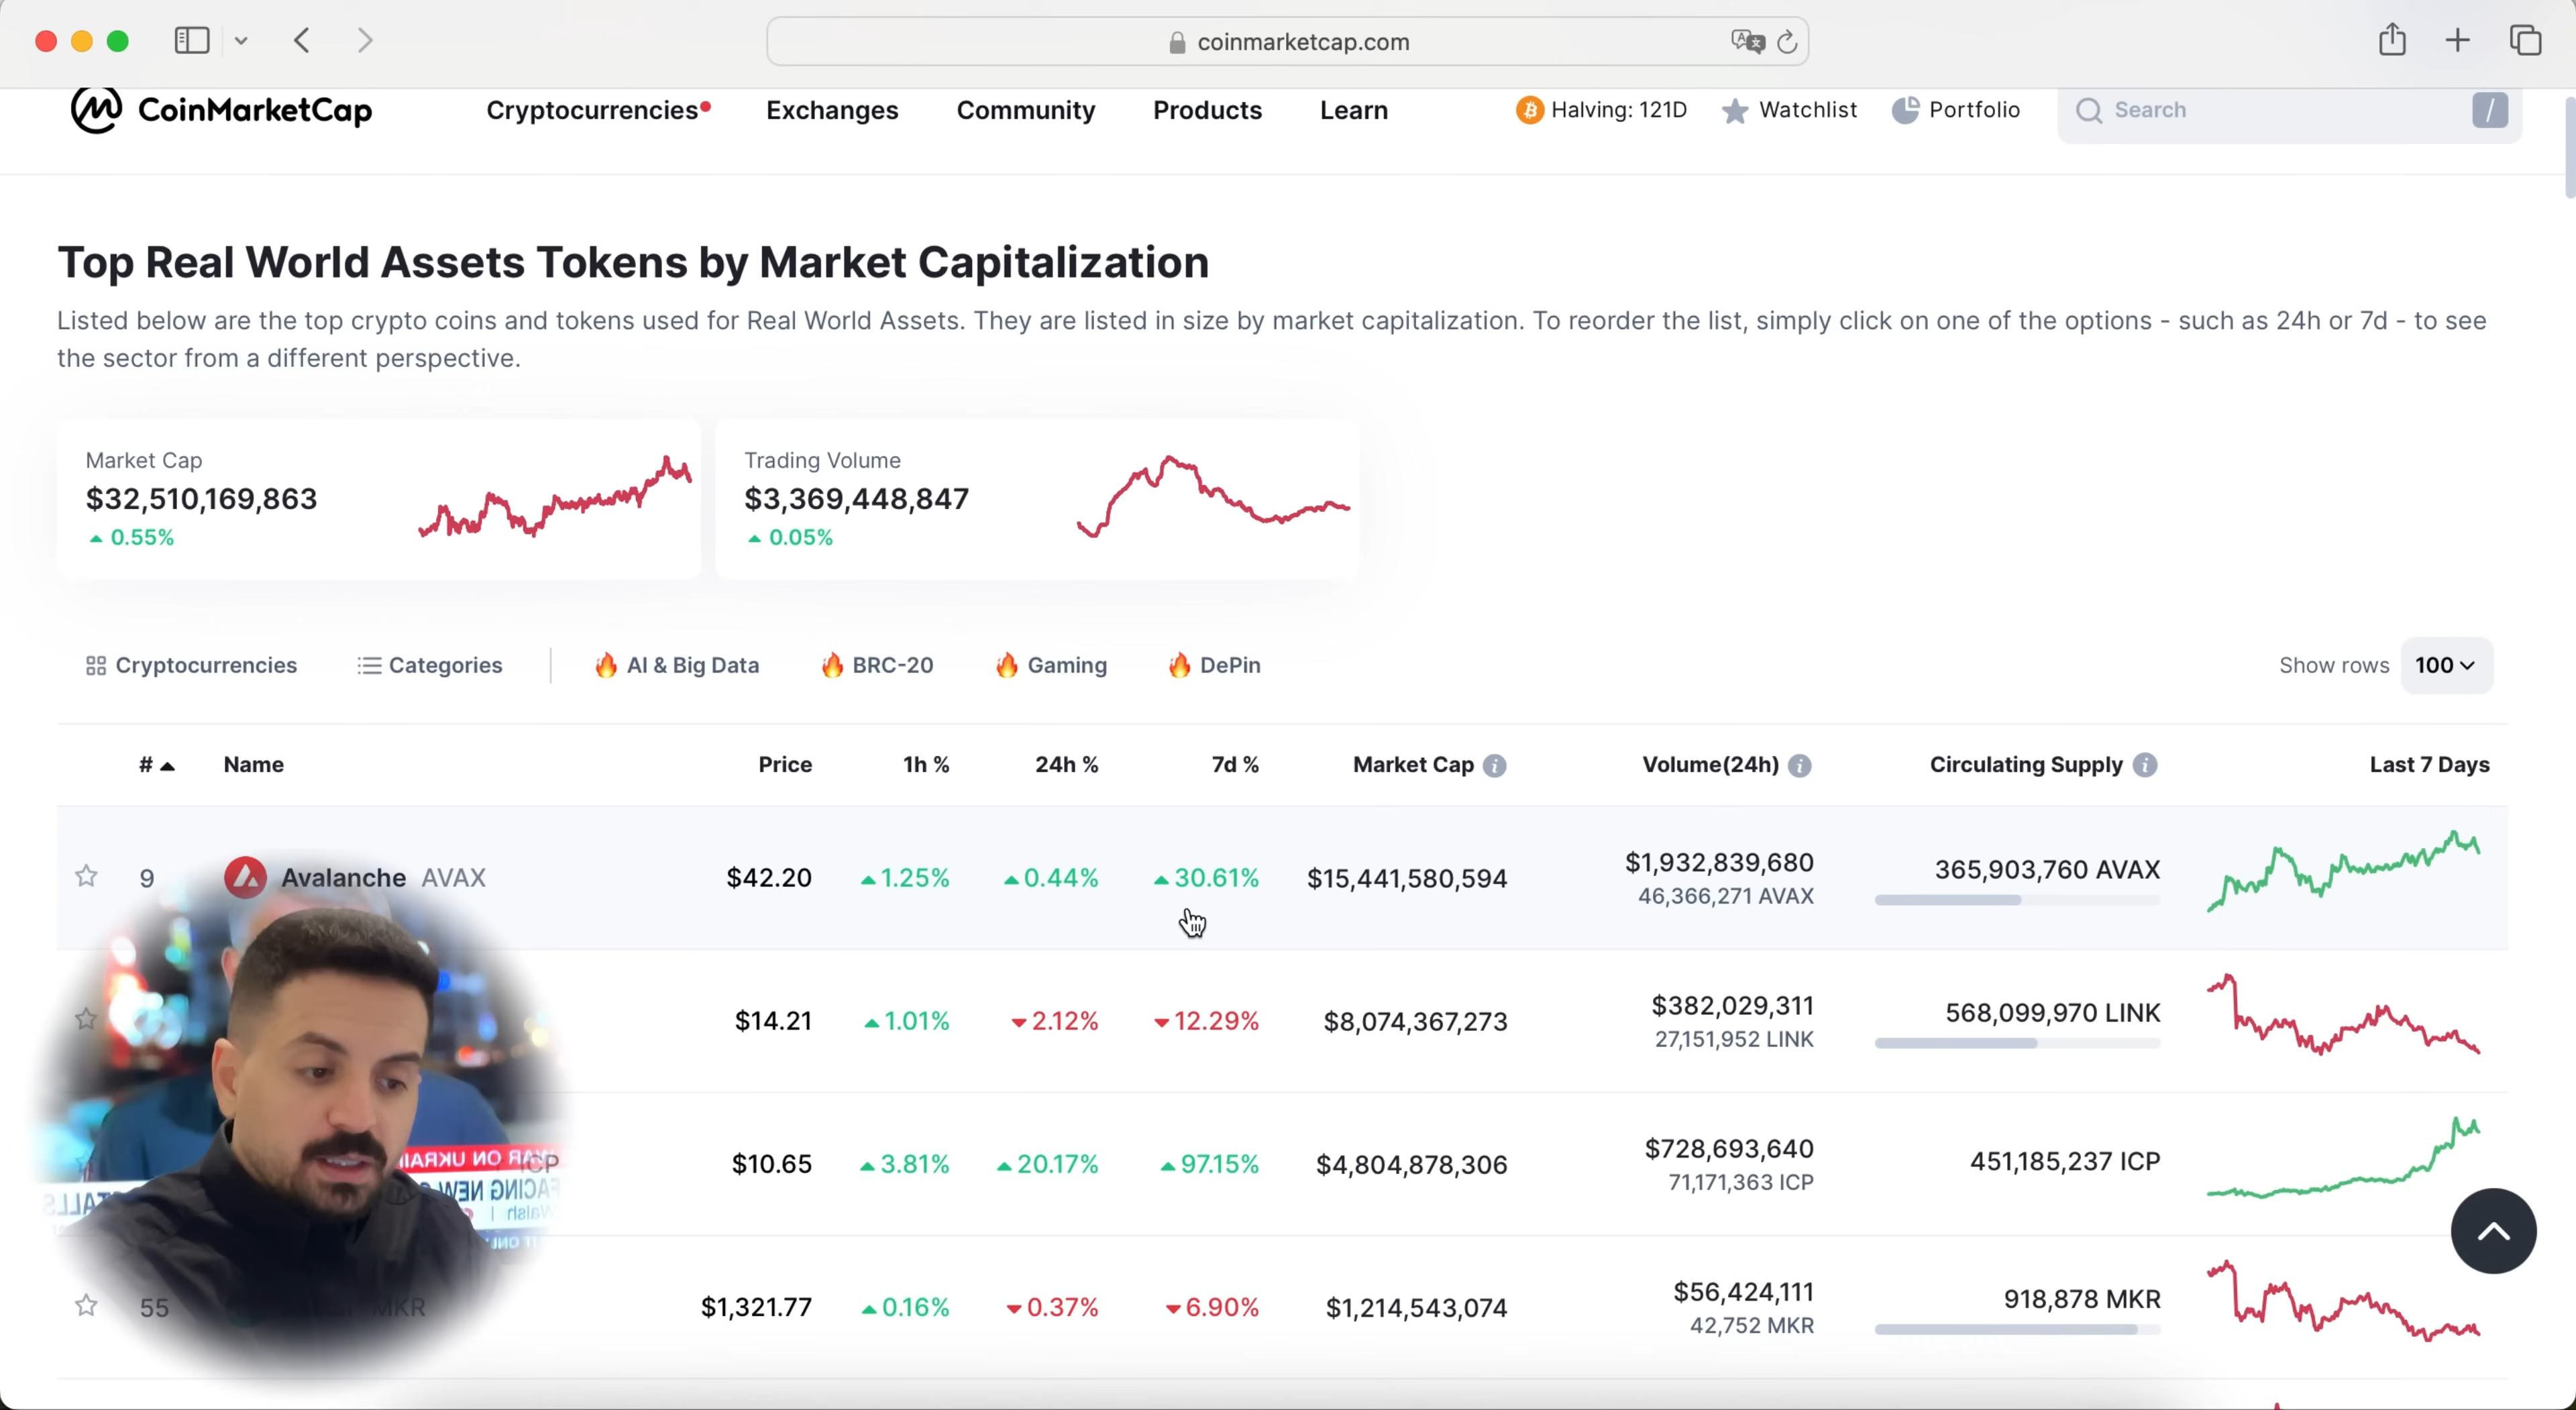 coinmarketcap.com
CoinMarketCap
Cryptocurrencies
Exchanges
Community
Products
Learn
Halving: 121D
Watchlist
Portfolio
Search
/
Top Real World Assets Tokens by Market Capitalization
Listed below are the top crypto coins and tokens used for Real World Assets. They are listed in size by market capitalization. To reorder the list, simply click on one of the options - such as 24h or 7d - to see
the sector from a different perspective.
Market Cap
$32,510,169,863
0.55%
Trading Volume
$3,369,448,847
0.05%
Cryptocurrencies
Categories
AI & Big Data
BRC-20
Gaming
DePin
Show rows
100
# Name Price 1h % 24h % 7d % Market Cap Volume(24h) Circulating Supply Last 7 Days
9 Avalanche AVAX $42.20 1.25% 0.44% 30.61% $15,441,580,594 $1,932,839,680 365,903,760 AVAX
46,366,271 AVAX
$14.21 1.01% 2.12% 12.29% $8,074,367,273 $382,029,311 568,099,970 LINK
27,151,952 LINK
ICP $10.65 3.81% 20.17% 97.15% $4,804,878,306 $728,693,640 451,185,237 ICP
71,171,363 ICP
55 MKR $1,321.77 0.16% 0.37% 6.90% $1,214,543,074 $56,424,111 918,878 MKR
42,752 MKR